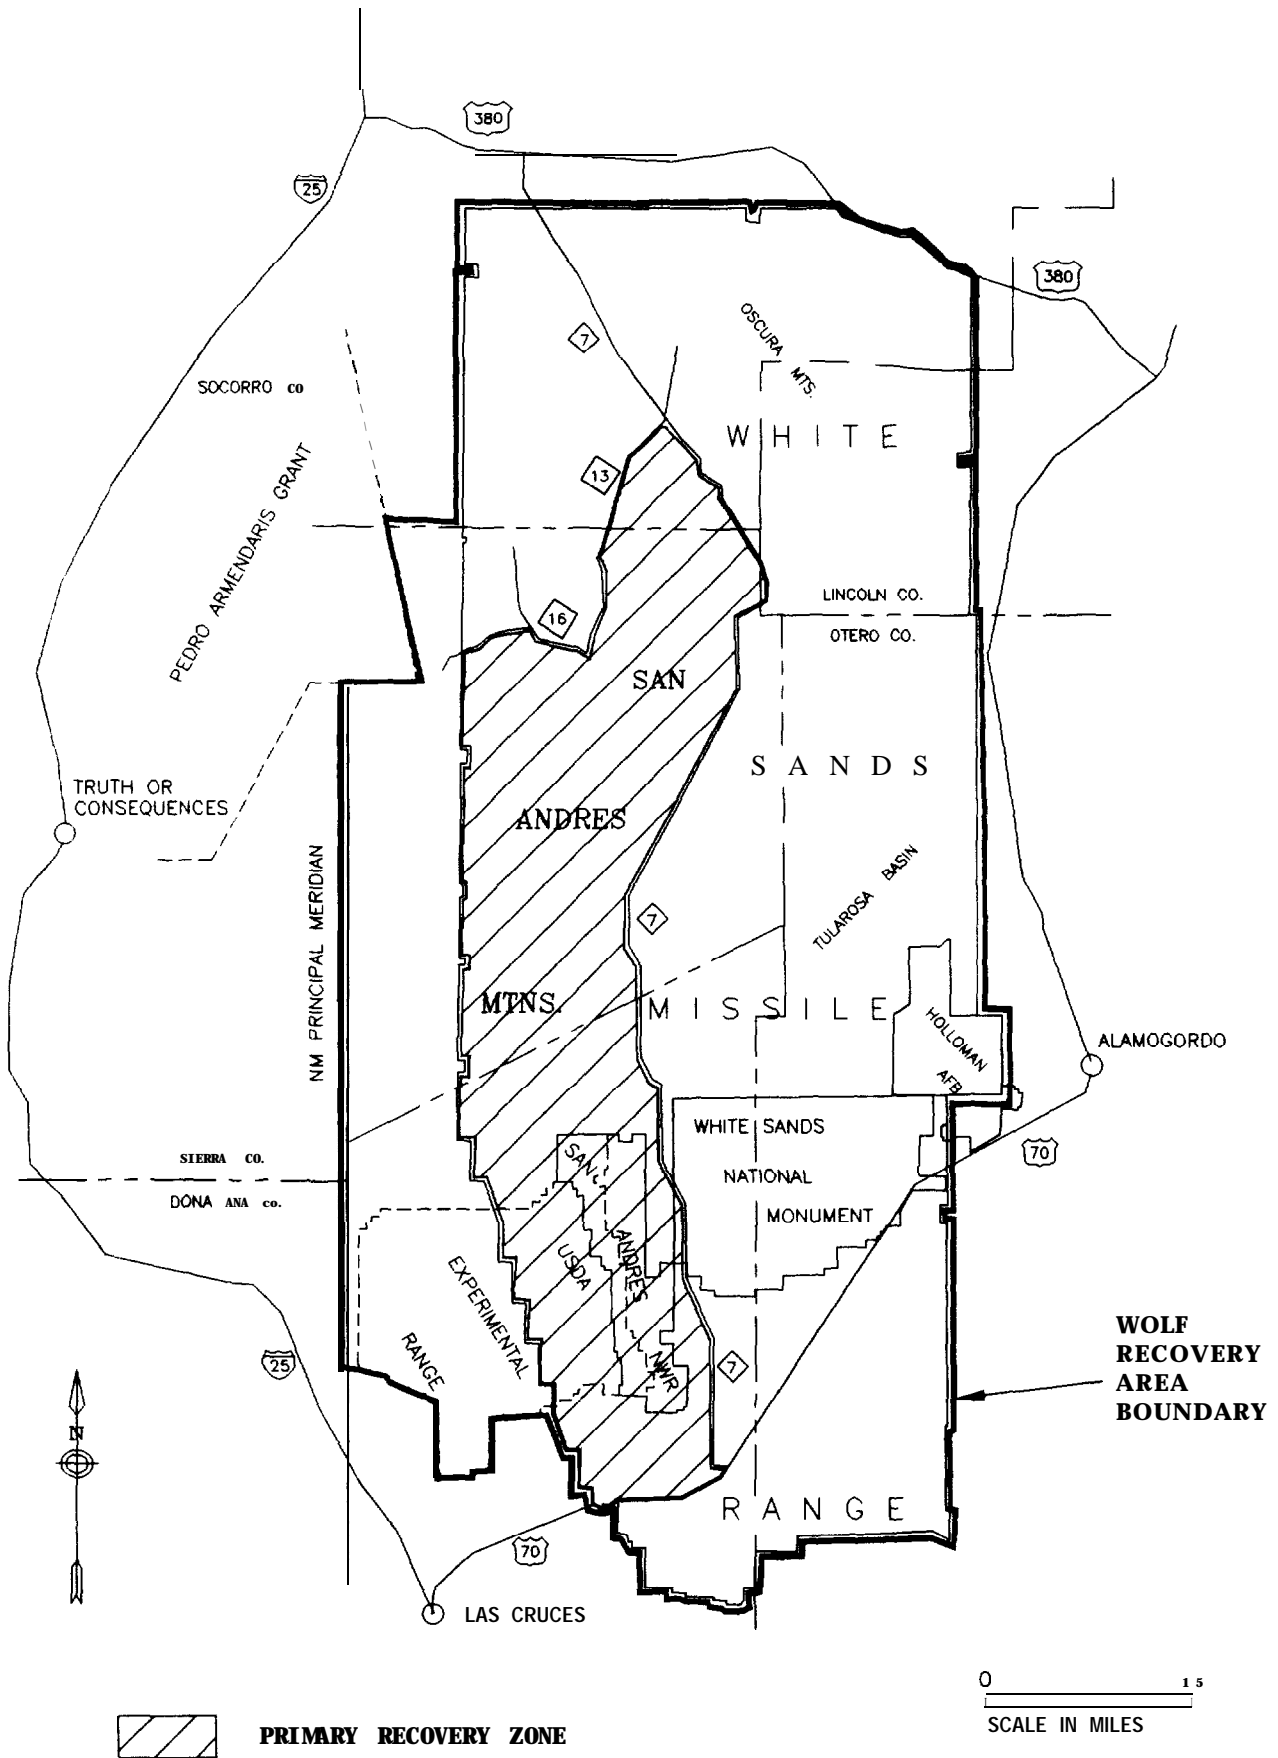 380
25
380
7
OSCURA MTS.
SOCORRO CO
WHITE
PEDRO ARMENDARIS GRANT
13
LINCOLN CO.
16
OTERO CO.
SAN
SANDS
TRUTH OR
CONSEQUENCES
ANDRES
NM PRINCIPAL MERIDIAN
TULAROSA BASIN
7
MTNS.
MISSILE
HOLLOMAN
AFB
ALAMOGORDO
WHITE SANDS
NATIONAL
MONUMENT
70
SIERRA CO.
DONA ANA co.
SAN
ANDRES
NWR
USDA
EXPERIMENTAL
RANGE
25
7
WOLF
RECOVERY
AREA
BOUNDARY
N
RANGE
70
LAS CRUCES
0 15
SCALE IN MILES
PRIMARY RECOVERY ZONE